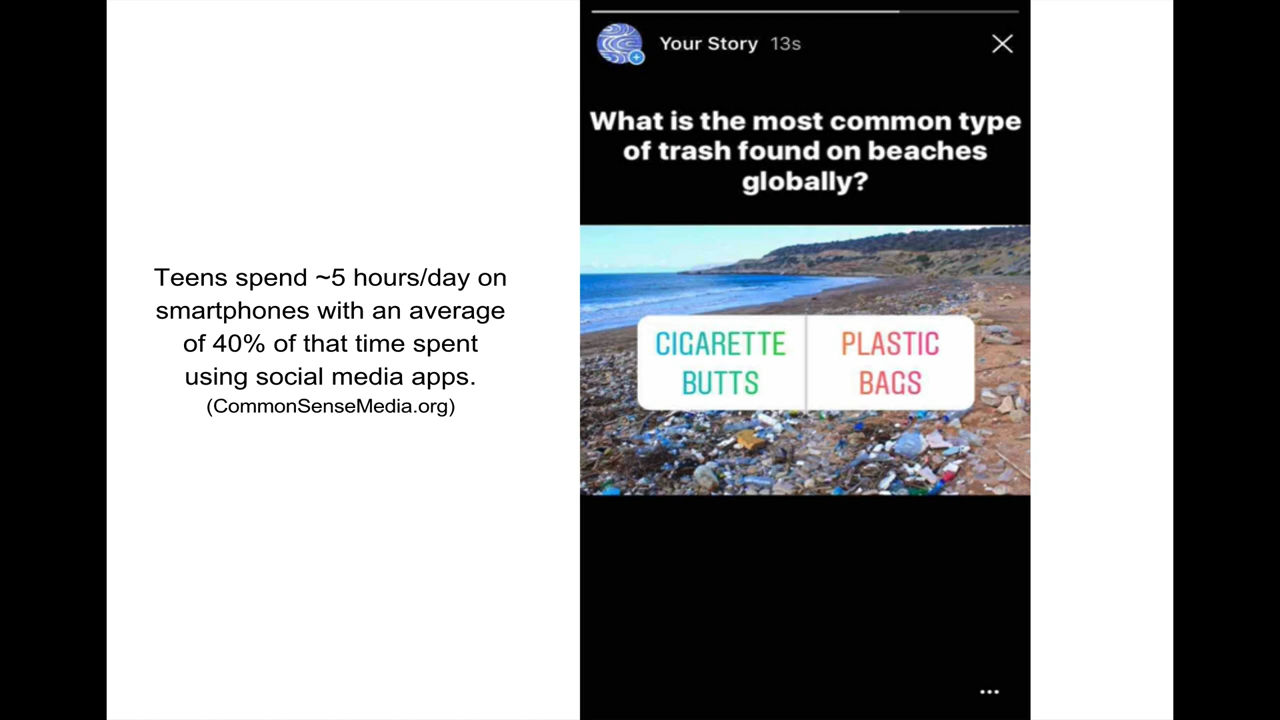 Teens spend ~5 hours/day on
smartphones with an average
of 40% of that time spent
using social media apps.
(CommonSenseMedia.org)
Your Story 13s
What is the most common type
of trash found on beaches
globally?
CIGARETTE
BUTTS
PLASTIC
BAGS